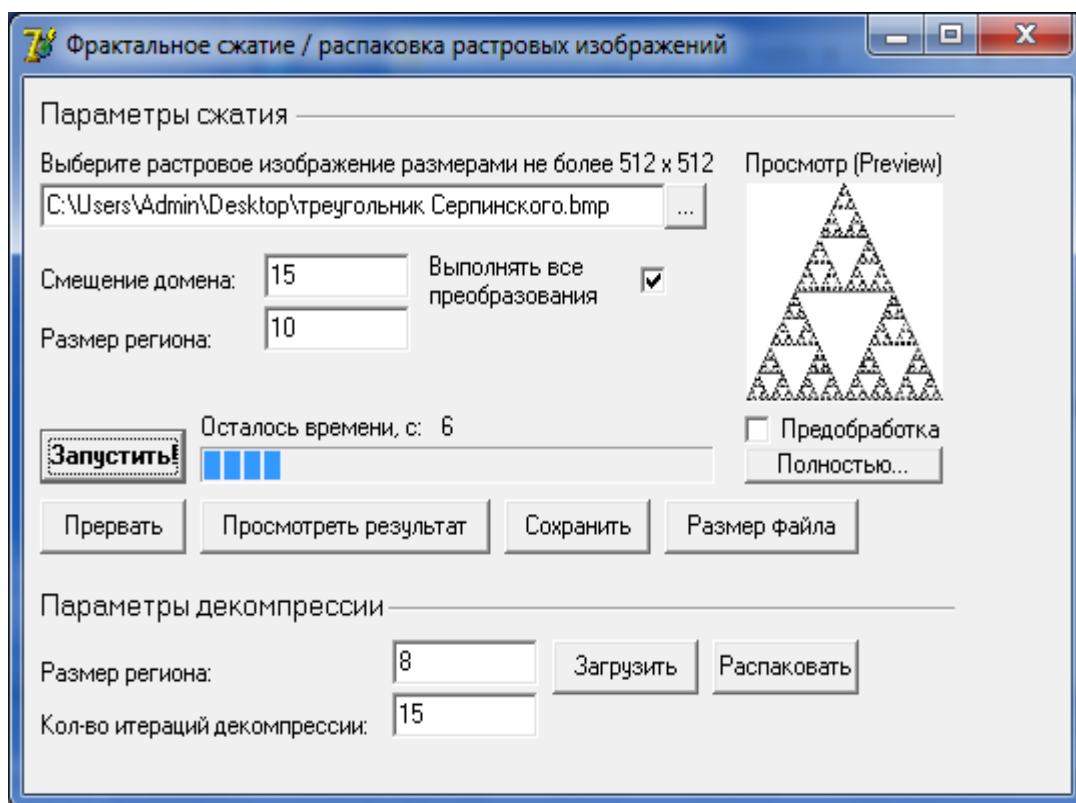 Фрактальное сжатие / распаковка растровых изображений
Параметры сжатия
Выберите растровое изображение размерами не более 512 x 512
Просмотр (Preview)
C:\Users\Admin\Desktop\треугольник Серпинского.bmp
...
Смещение домена:
15
Выполнять все
преобразования
Размер региона:
10
Осталось времени, с: 6
Предобработка
Запустить!
Полностью...
Прервать
Просмотреть результат
Сохранить
Размер файла
Параметры декомпрессии
Размер региона:
8
Загрузить
Распаковать
Кол-во итераций декомпрессии:
15